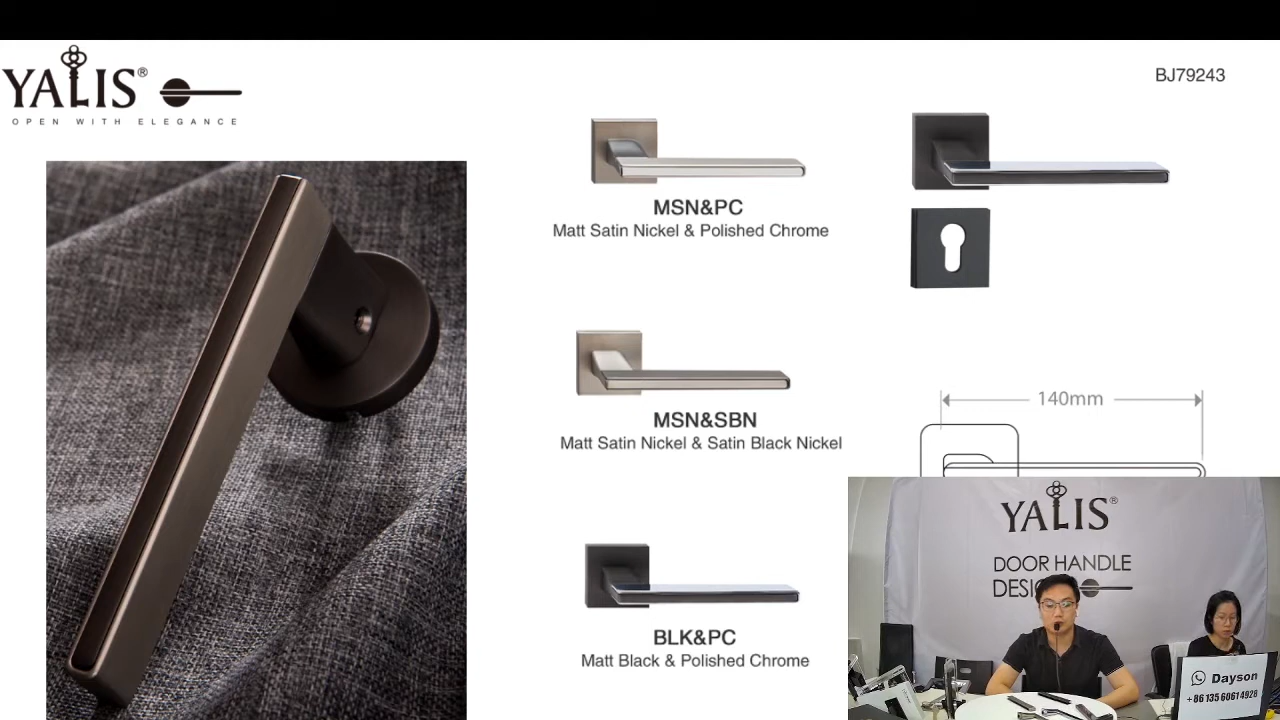 YALIS®
OPEN WITH ELEGANCE
BJ79243
MSN&PC
Matt Satin Nickel & Polished Chrome
MSN&SBN
Matt Satin Nickel & Satin Black Nickel
BLK&PC
Matt Black & Polished Chrome
140mm
YALIS®
DOOR HANDLE
Dayson
+86 135 6061 4928